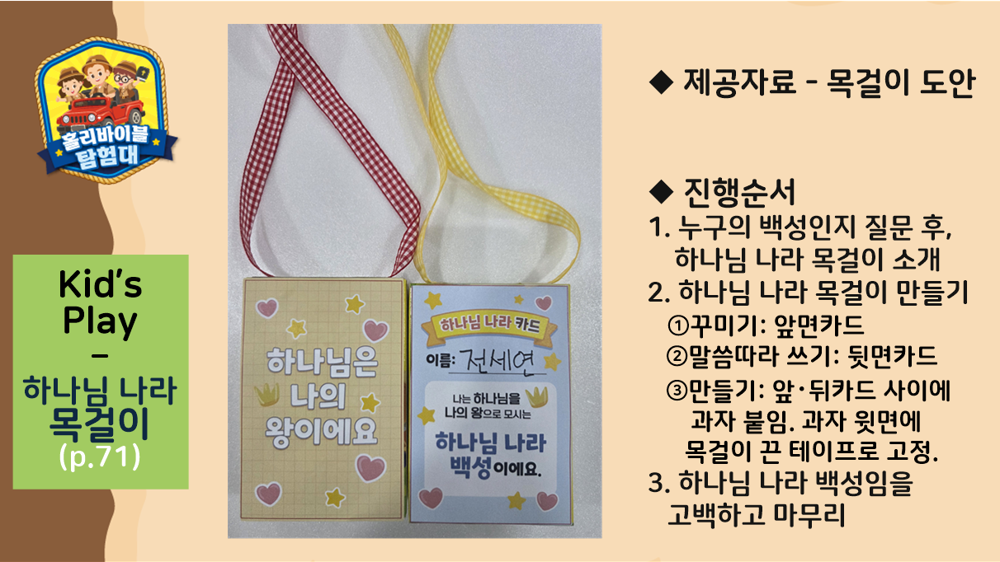 홀리바이블
탐험대
Kid's
Play
–
하나님 나라
목걸이
(p.71)
하나님은
나의
왕이에요
하나님 나라 카드
이름: 전세연
나는 하나님을
나의 왕으로 모시는
하나님 나라
백성이에요.
◆ 제공자료 - 목걸이 도안
◆ 진행순서
1. 누구의 백성인지 질문 후,
하나님 나라 목걸이 소개
2. 하나님 나라 목걸이 만들기
①꾸미기: 앞면카드
②말씀따라 쓰기: 뒷면카드
③만들기: 앞·뒤카드 사이에
과자 붙임. 과자 윗면에
목걸이 끈 테이프로 고정.
3. 하나님 나라 백성임을
고백하고 마무리